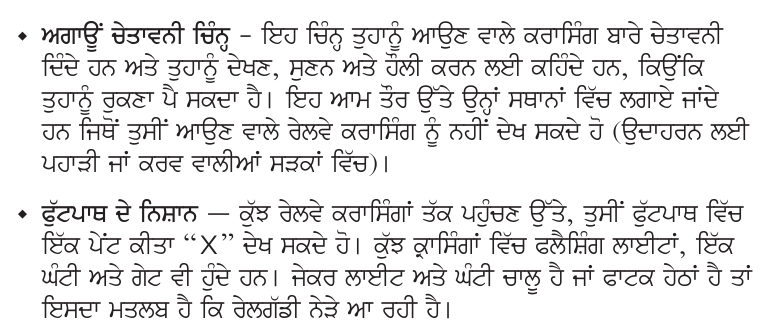 ◆ ਅਗਾਊਂ ਚੇਤਾਵਨੀ ਚਿੰਨ੍ਹ – ਇਹ ਚਿੰਨ੍ਹ ਤੁਹਾਨੂੰ ਆਉਣ ਵਾਲੇ ਕਰਾਸਿੰਗ ਬਾਰੇ ਚੇਤਾਵਨੀ
ਦਿੰਦੇ ਹਨ ਅਤੇ ਤੁਹਾਨੂੰ ਦੇਖਣ, ਸੁਣਨ ਅਤੇ ਹੌਲੀ ਕਰਨ ਲਈ ਕਹਿੰਦੇ ਹਨ, ਕਿਉਂਕਿ
ਤੁਹਾਨੂੰ ਰੁਕਣਾ ਪੈ ਸਕਦਾ ਹੈ। ਇਹ ਆਮ ਤੌਰ ਉੱਤੇ ਉਨ੍ਹਾਂ ਸਥਾਨਾਂ ਵਿੱਚ ਲਗਾਏ ਜਾਂਦੇ
ਹਨ ਜਿਥੋਂ ਤੁਸੀਂ ਆਉਣ ਵਾਲੇ ਰੇਲਵੇ ਕਰਾਸਿੰਗ ਨੂੰ ਨਹੀਂ ਦੇਖ ਸਕਦੇ ਹੋ (ਉਦਾਹਰਨ ਲਈ
ਪਹਾੜੀ ਜਾਂ ਕਰਵ ਵਾਲੀਆਂ ਸੜਕਾਂ ਵਿੱਚ)।
◆ ਫੁੱਟਪਾਥ ਦੇ ਨਿਸ਼ਾਨ — ਕੁੱਝ ਰੇਲਵੇ ਕਰਾਸਿੰਗਾਂ ਤੱਕ ਪਹੁੰਚਣ ਉੱਤੇ, ਤੁਸੀਂ ਫੁੱਟਪਾਥ ਵਿੱਚ
ਇੱਕ ਪੇਂਟ ਕੀਤਾ “X” ਦੇਖ ਸਕਦੇ ਹੋ। ਕੁੱਝ ਕ੍ਰਾਸਿੰਗਾਂ ਵਿੱਚ ਫਲੈਸ਼ਿੰਗ ਲਾਈਟਾਂ, ਇੱਕ
ਘੰਟੀ ਅਤੇ ਗੇਟ ਵੀ ਹੁੰਦੇ ਹਨ। ਜੇਕਰ ਲਾਈਟ ਅਤੇ ਘੰਟੀ ਚਾਲੂ ਹੈ ਜਾਂ ਫਾਟਕ ਹੇਠਾਂ ਹੈ ਤਾਂ
ਇਸਦਾ ਮਤਲਬ ਹੈ ਕਿ ਰੇਲਗੱਡੀ ਨੇੜੇ ਆ ਰਹੀ ਹੈ।